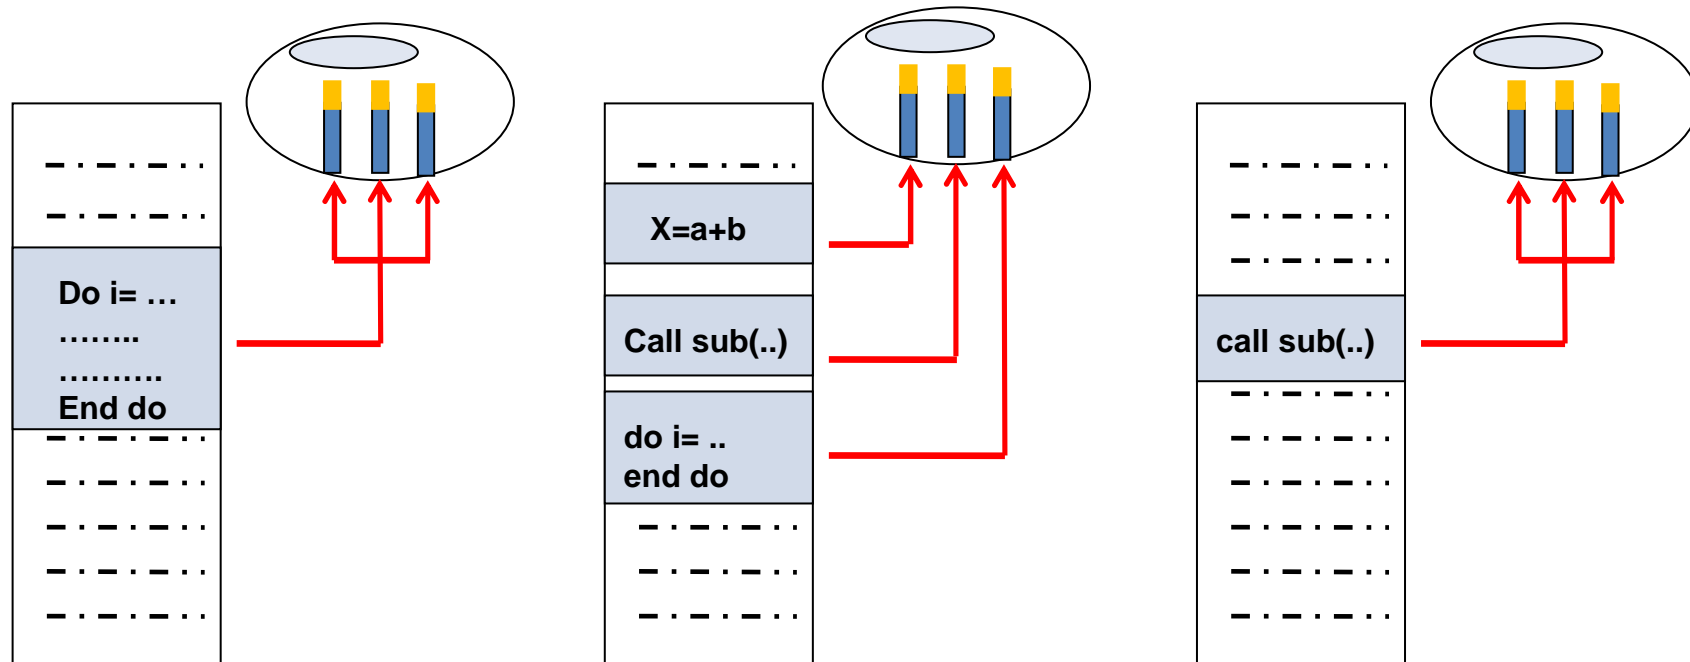 Do i= …
……..
……….
End do
X=a+b
Call sub(..)
do i= ..
end do
call sub(..)